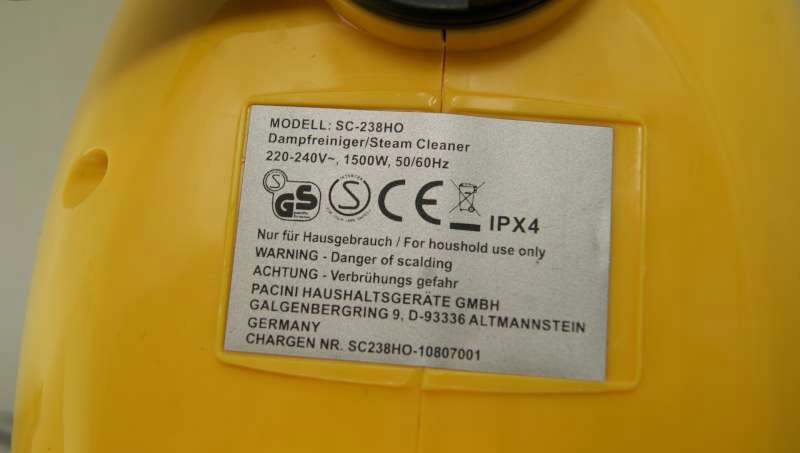 MODELL: SC-238HO
Dampfreiniger/Steam Cleaner
220-240V~, 1500W, 50/60Hz
S GS S CE IPX4
Nur für Hausgebrauch / For houshold use only
WARNING - Danger of scalding
ACHTUNG - Verbrühungs gefahr
PACINI HAUSHALTSGERÄTE GMBH
GALGENBERGRING 9, D-93336 ALTMANNSTEIN
GERMANY
CHARGEN NR. SC238HO-10807001